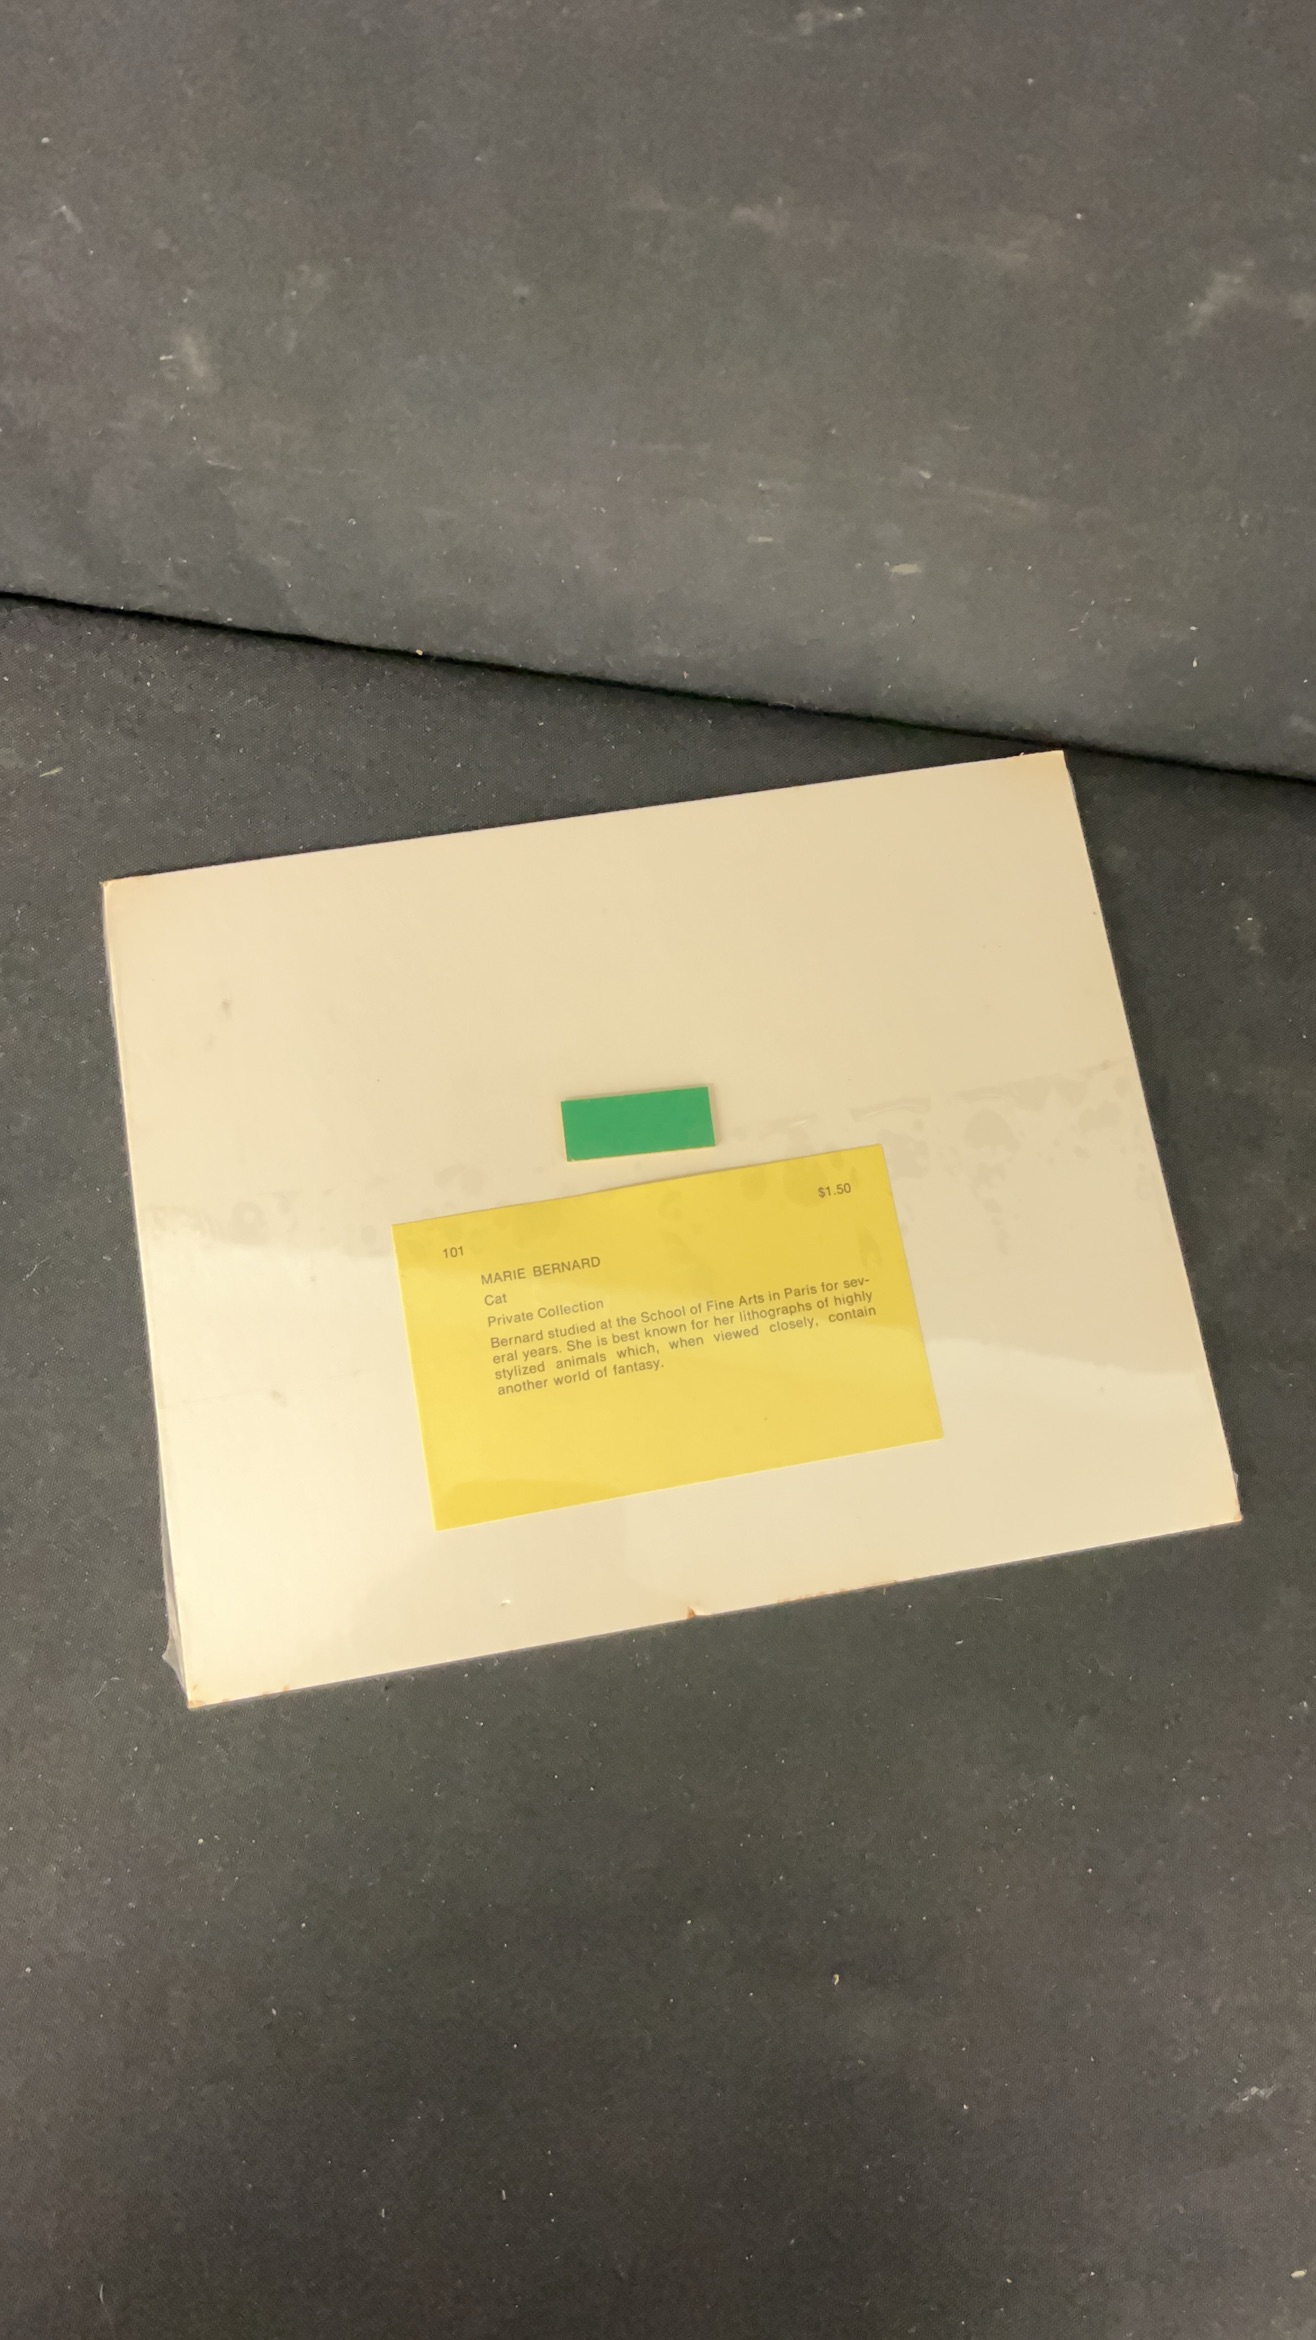 $1.50
101
MARIE BERNARD
Cat
Private Collection
Bernard studied at the School of Fine Arts in Paris for sev-
eral years. She is best known for her lithographs of highly
stylized animals which, when viewed closely, contain
another world of fantasy.